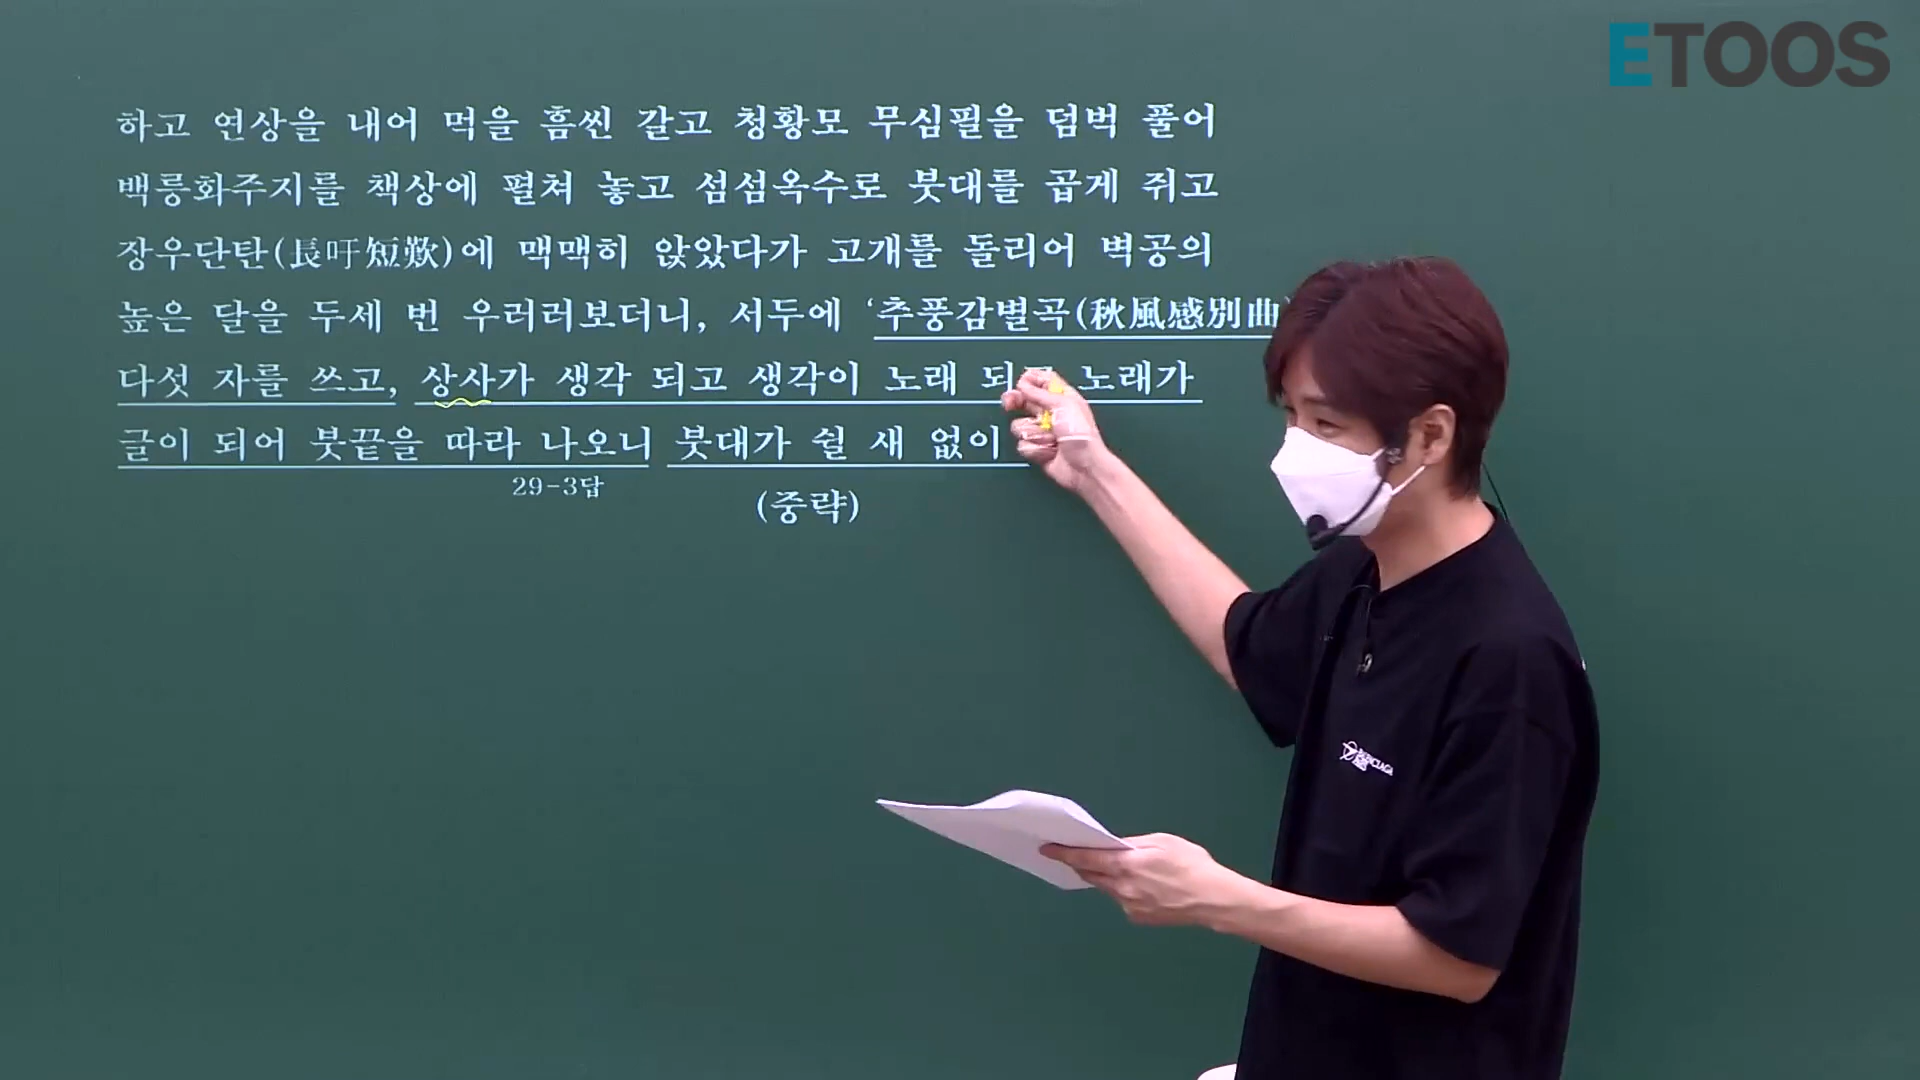 ETOOS
하고 연상을 내어 먹을 흠씬 갈고 청황모 무심필을 덤벅 풀어
백릉화주지를 책상에 펼쳐 놓고 섬섬옥수로 붓대를 곱게 쥐고
장우단탄(長吁短歎)에 맥맥히 앉았다가 고개를 돌리어 벽공의
높은 달을 두세 번 우러러보더니, 서두에 ‘추풍감별곡(秋風感別曲)
다섯 자를 쓰고, 상사가 생각 되고 생각이 노래 되고 노래가
글이 되어 붓끝을 따라 나오니 붓대가 쉴 새 없이
29-3답
(중략)
BALENCIAGA